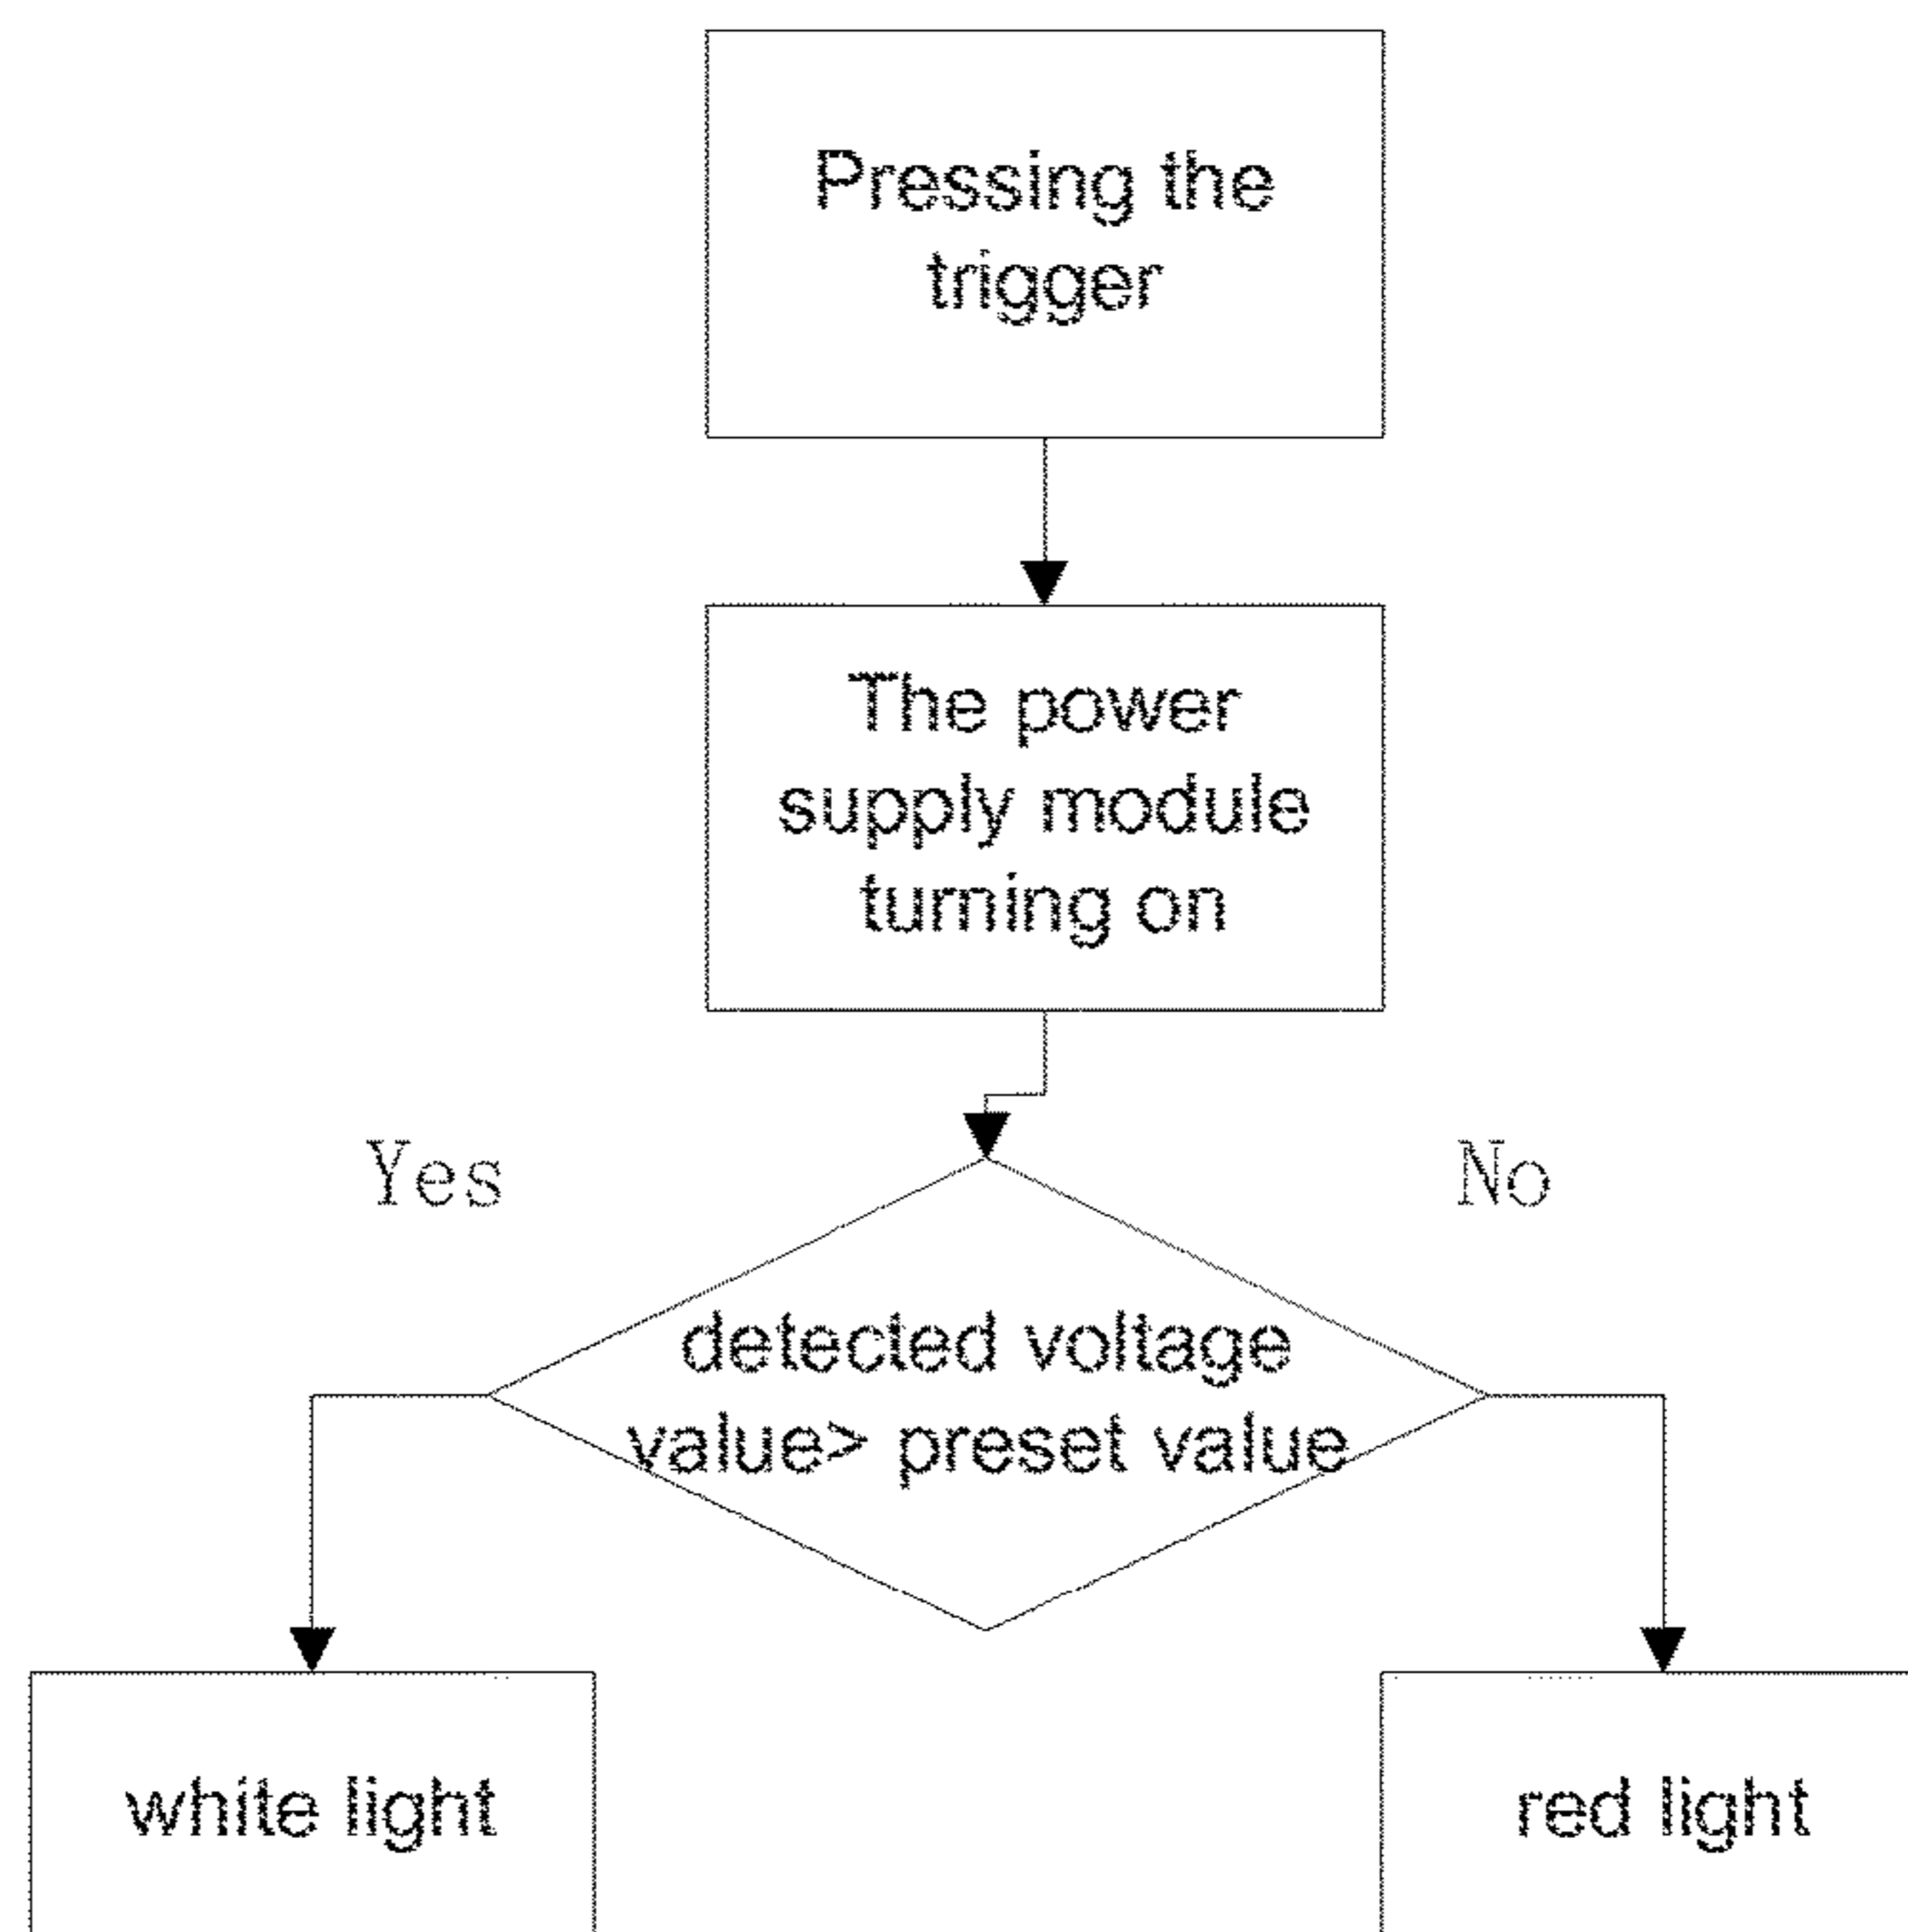 Pressing the
trigger
The power
supply module
turning on
Yes
No
detected voltage
value> preset value
white light
red light